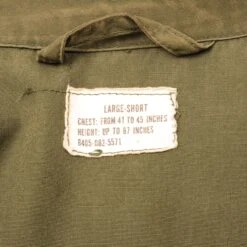 LARGE-SHORT
CHEST: FROM 41 TO 45 INCHES
HEIGHT: UP TO 67 INCHES
8405-082-5571